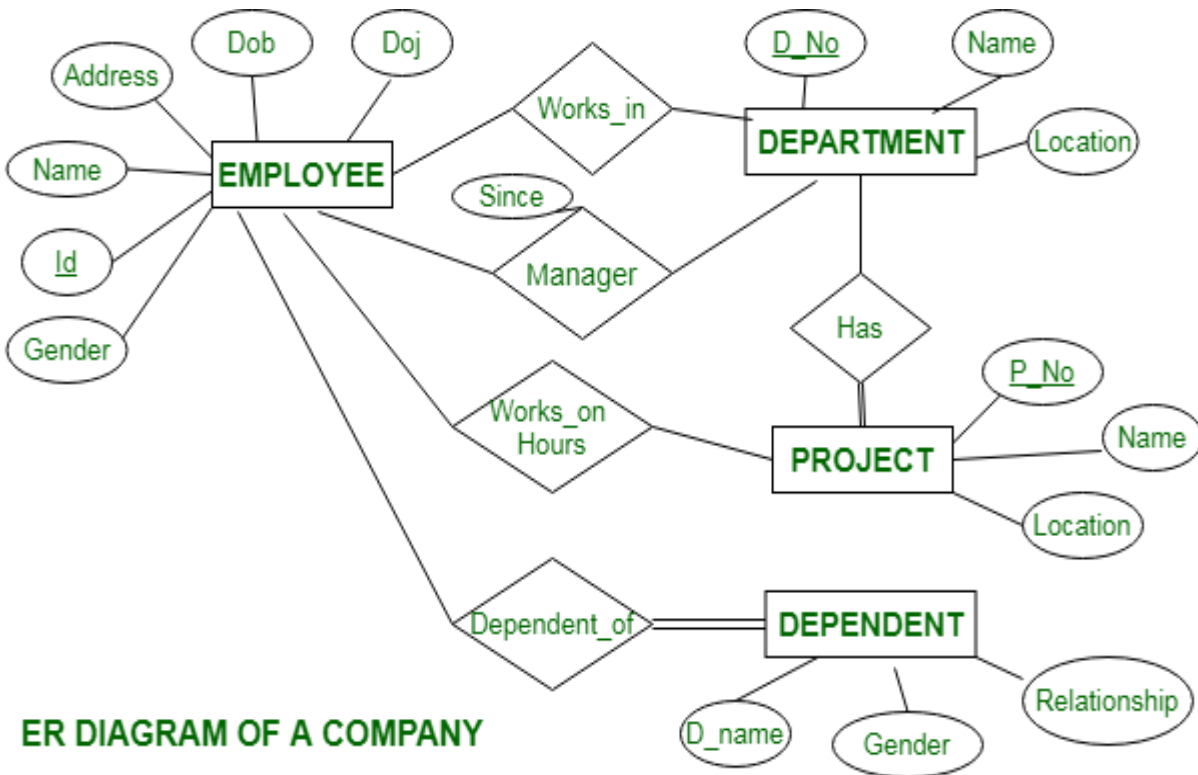 Dob
Doj
D_No
Name
Address
Works_in
DEPARTMENT
Location
Name
EMPLOYEE
Since
Id
Manager
Gender
Has
P_No
Works_on
Hours
Name
PROJECT
Location
Dependent_of
DEPENDENT
Relationship
D_name
Gender
ER DIAGRAM OF A COMPANY